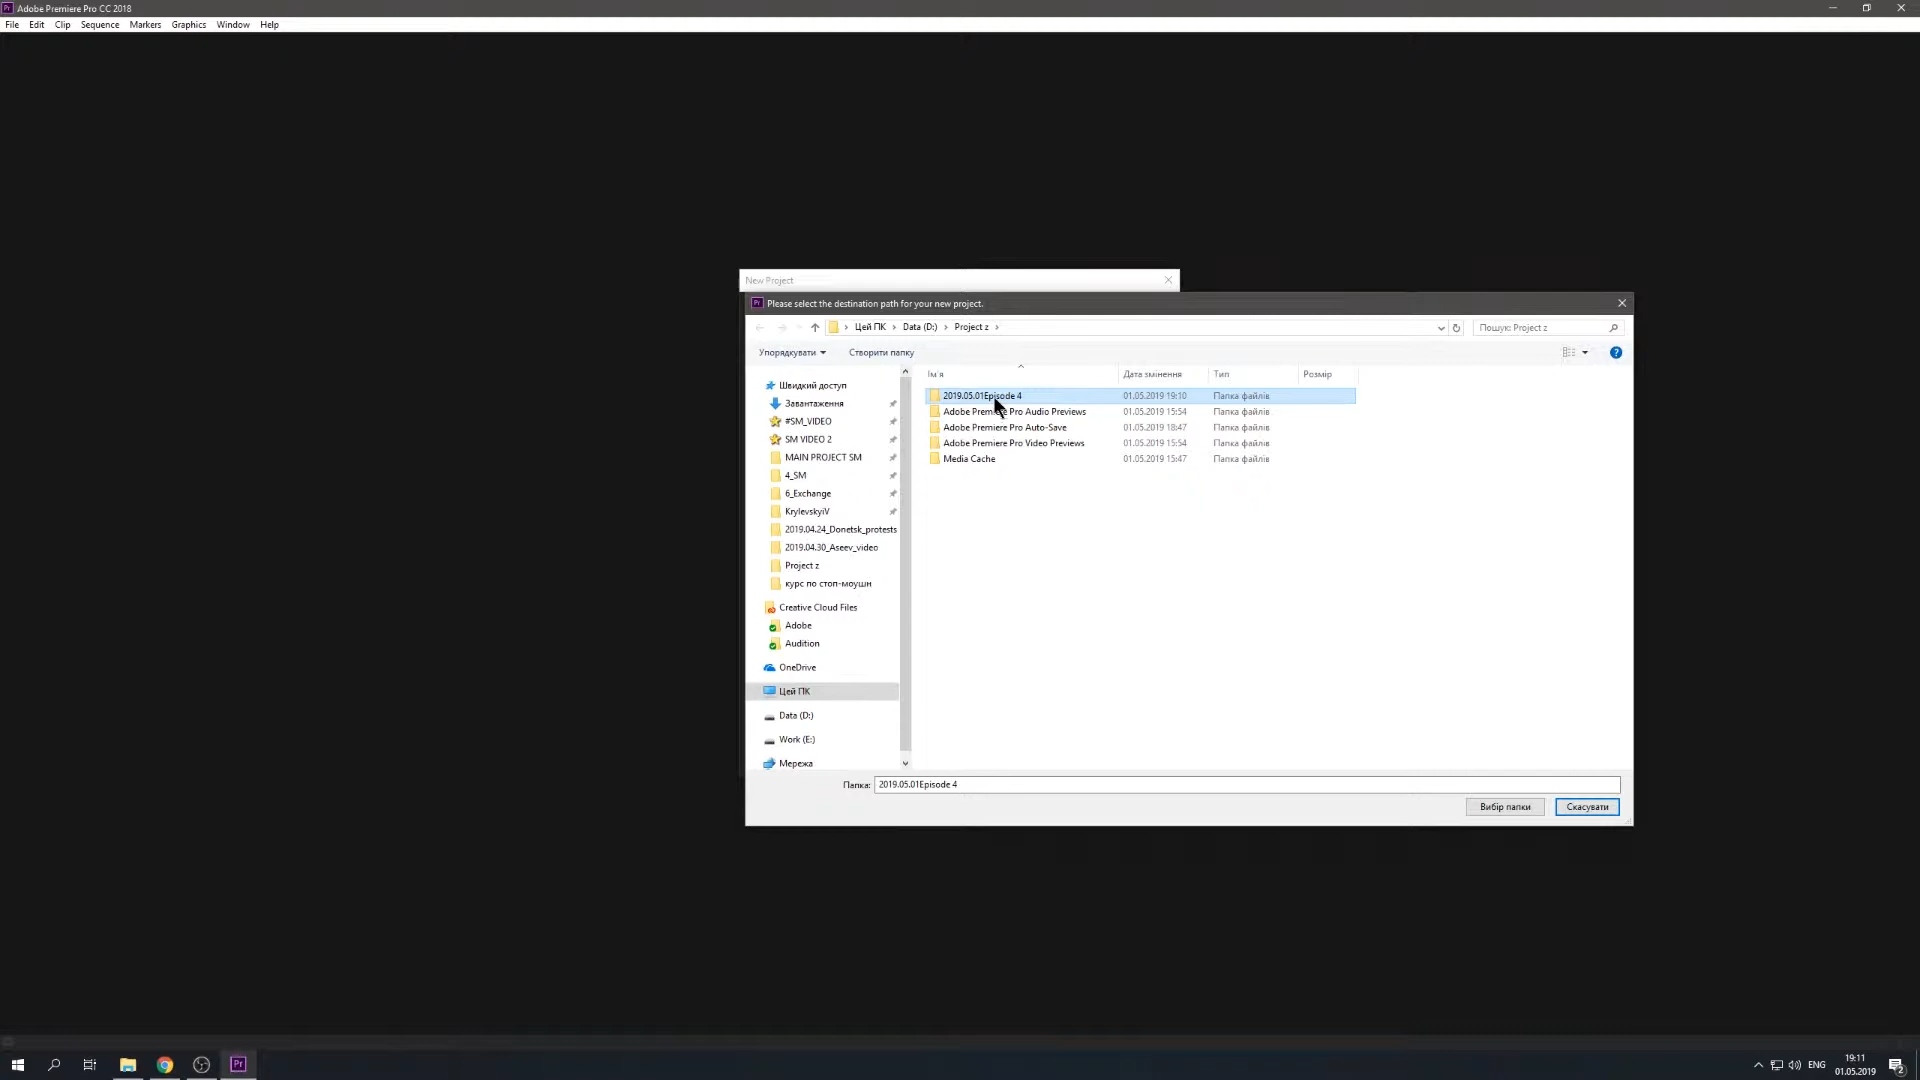 Adobe Premiere Pro CC 2018
File Edit Clip Sequence Markers Graphics Window Help
New Project
Please select the destination path for your new project.
Цей ПК Data (D:) Project z
Пошук: Project z
Упорядкувати Створити папку
Ім'я Дата змінення Тип Розмір
2019.05.01Episode 4 01.05.2019 19:10 Папка файлів
Adobe Premiere Pro Audio Previews 01.05.2019 15:54 Папка файлів
Adobe Premiere Pro Auto-Save 01.05.2019 18:47 Папка файлів
Adobe Premiere Pro Video Previews 01.05.2019 15:54 Папка файлів
Media Cache 01.05.2019 15:47 Папка файлів
Швидкий доступ
Завантаження
#SM_VIDEO
SM VIDEO 2
MAIN PROJECT SM
4_SM
6_Exchange
KrylevskyiV
2019.04.24_Donetsk_protests
2019.04.30_Aseev_video
Project z
курс по стоп-моушн
Creative Cloud Files
Adobe
Audition
OneDrive
Цей ПК
Data (D:)
Work (E:)
Мережа
Папка: 2019.05.01Episode 4
Вибір папки Скасувати
ENG
19:11
01.05.2019
2